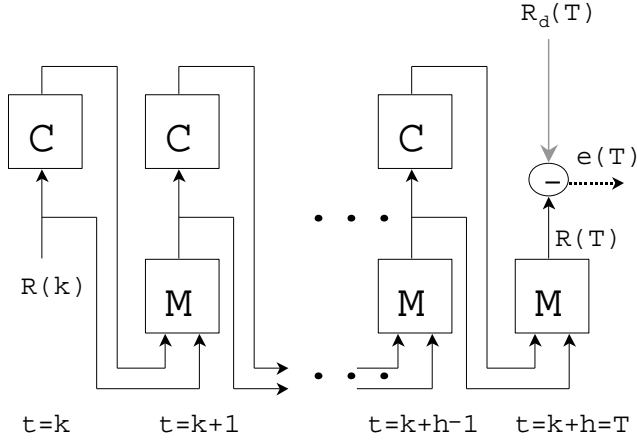 R_d(T)
C
C
C
e(T)
−
• • •
R(T)
R(k)
M
M
M
• • •
t=k
t=k+1
t=k+h-1
t=k+h=T